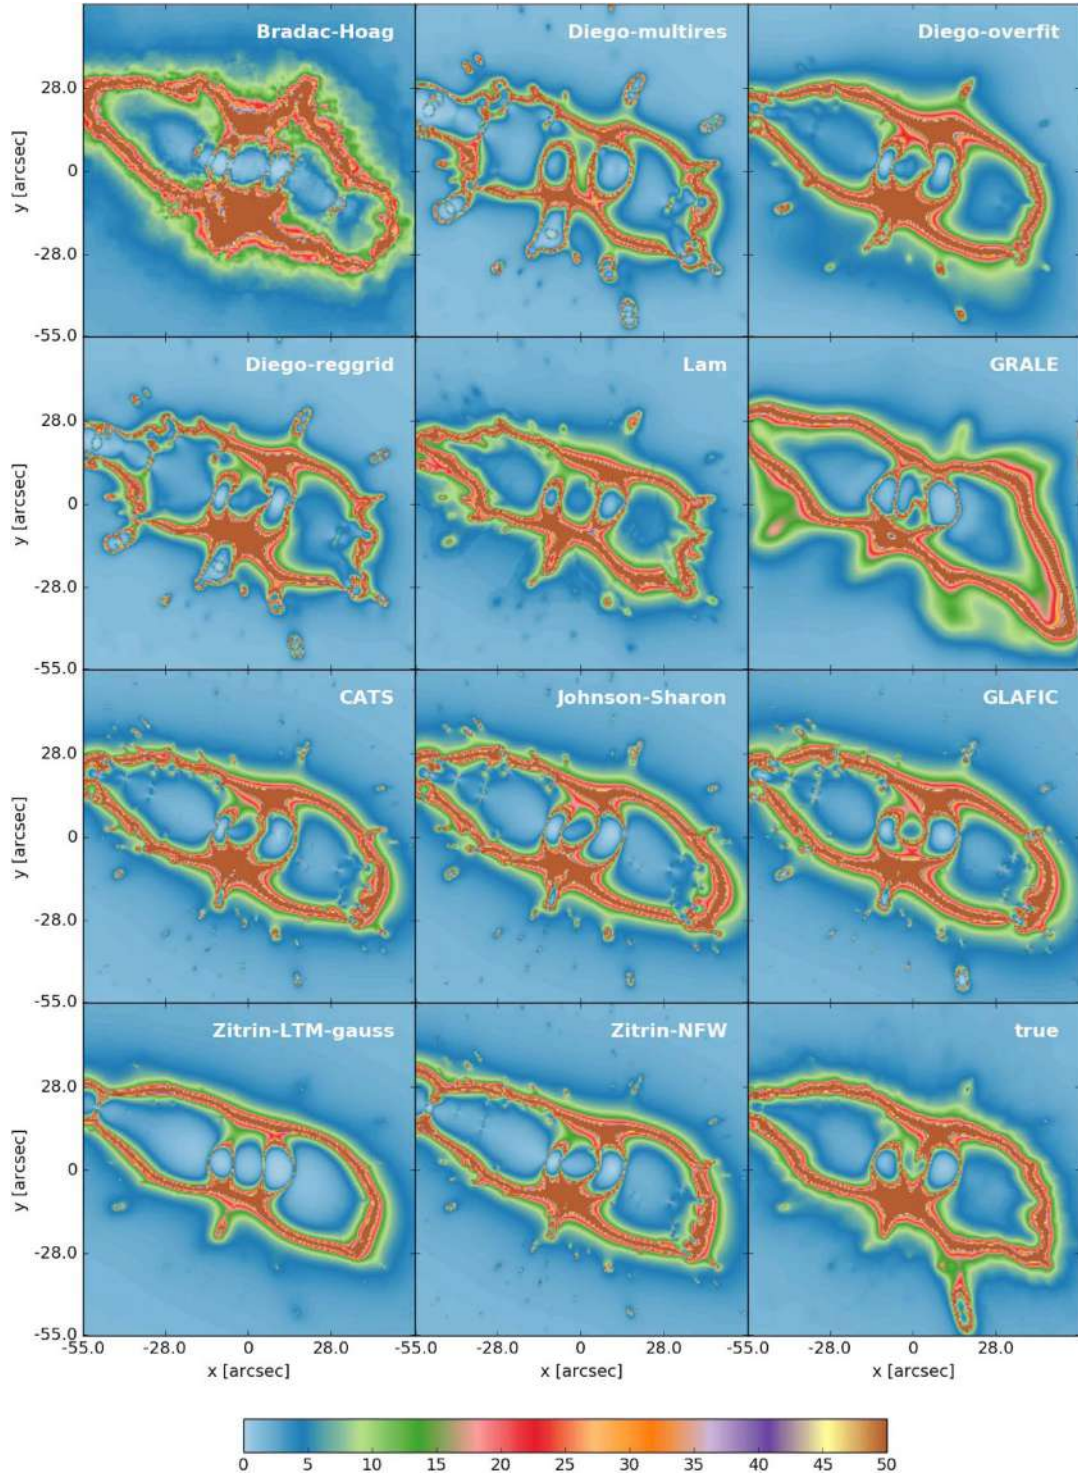 Bradac-Hoag Diego-multires Diego-overfit
28.0
0
-28.0
-55.0
y [arcsec]
Diego-reggrid Lam GRALE
28.0
0
-28.0
-55.0
y [arcsec]
CATS Johnson-Sharon GLAFIC
28.0
0
-28.0
-55.0
y [arcsec]
Zitrin-LTM-gauss Zitrin-NFW true
28.0
0
-28.0
-55.0
y [arcsec]
-55.0 -28.0 0 28.0 -55.0 -28.0 0 28.0 -55.0 -28.0 0 28.0
x [arcsec] x [arcsec] x [arcsec]
0 5 10 15 20 25 30 35 40 45 50